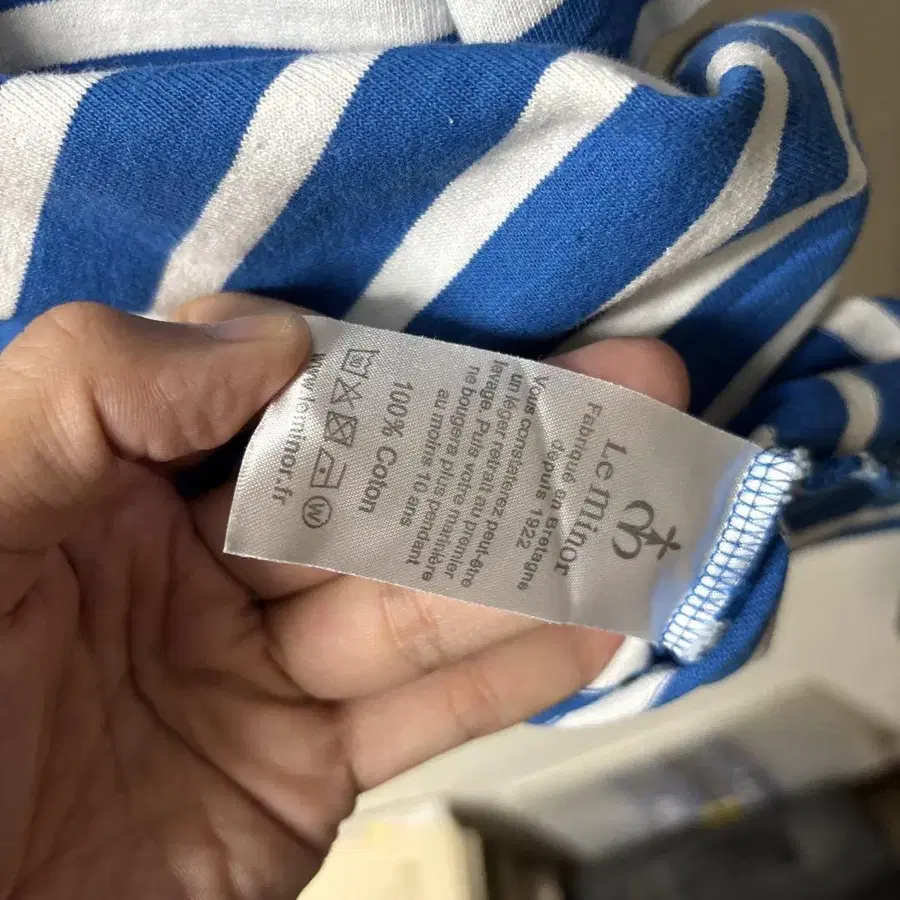 Le minor
Fabriqué en Bretagne
depuis 1922
Vous constaterez peut-être
un léger retrait au premier
lavage. Puis votre marinière
ne bougera plus pendant
au moins 10 ans
100% Coton
W
www.leminor.fr